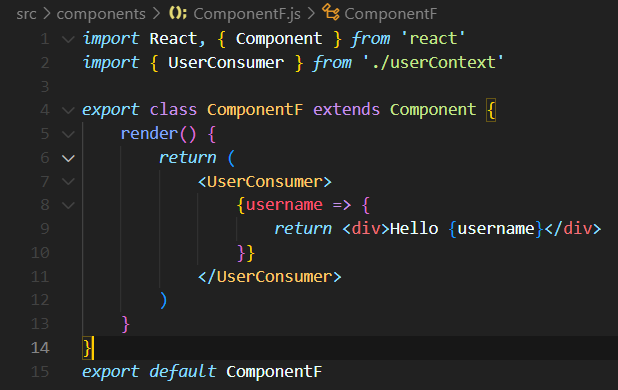 src > components > ComponentF.js > ComponentF
1 import React, { Component } from 'react'
2 import { UserConsumer } from './userContext'
3
4 export class ComponentF extends Component {
5     render() {
6         return (
7             <UserConsumer>
8                 {username => {
9                     return <div>Hello {username}</div>
10                 }}
11             </UserConsumer>
12         )
13     }
14 }
15 export default ComponentF